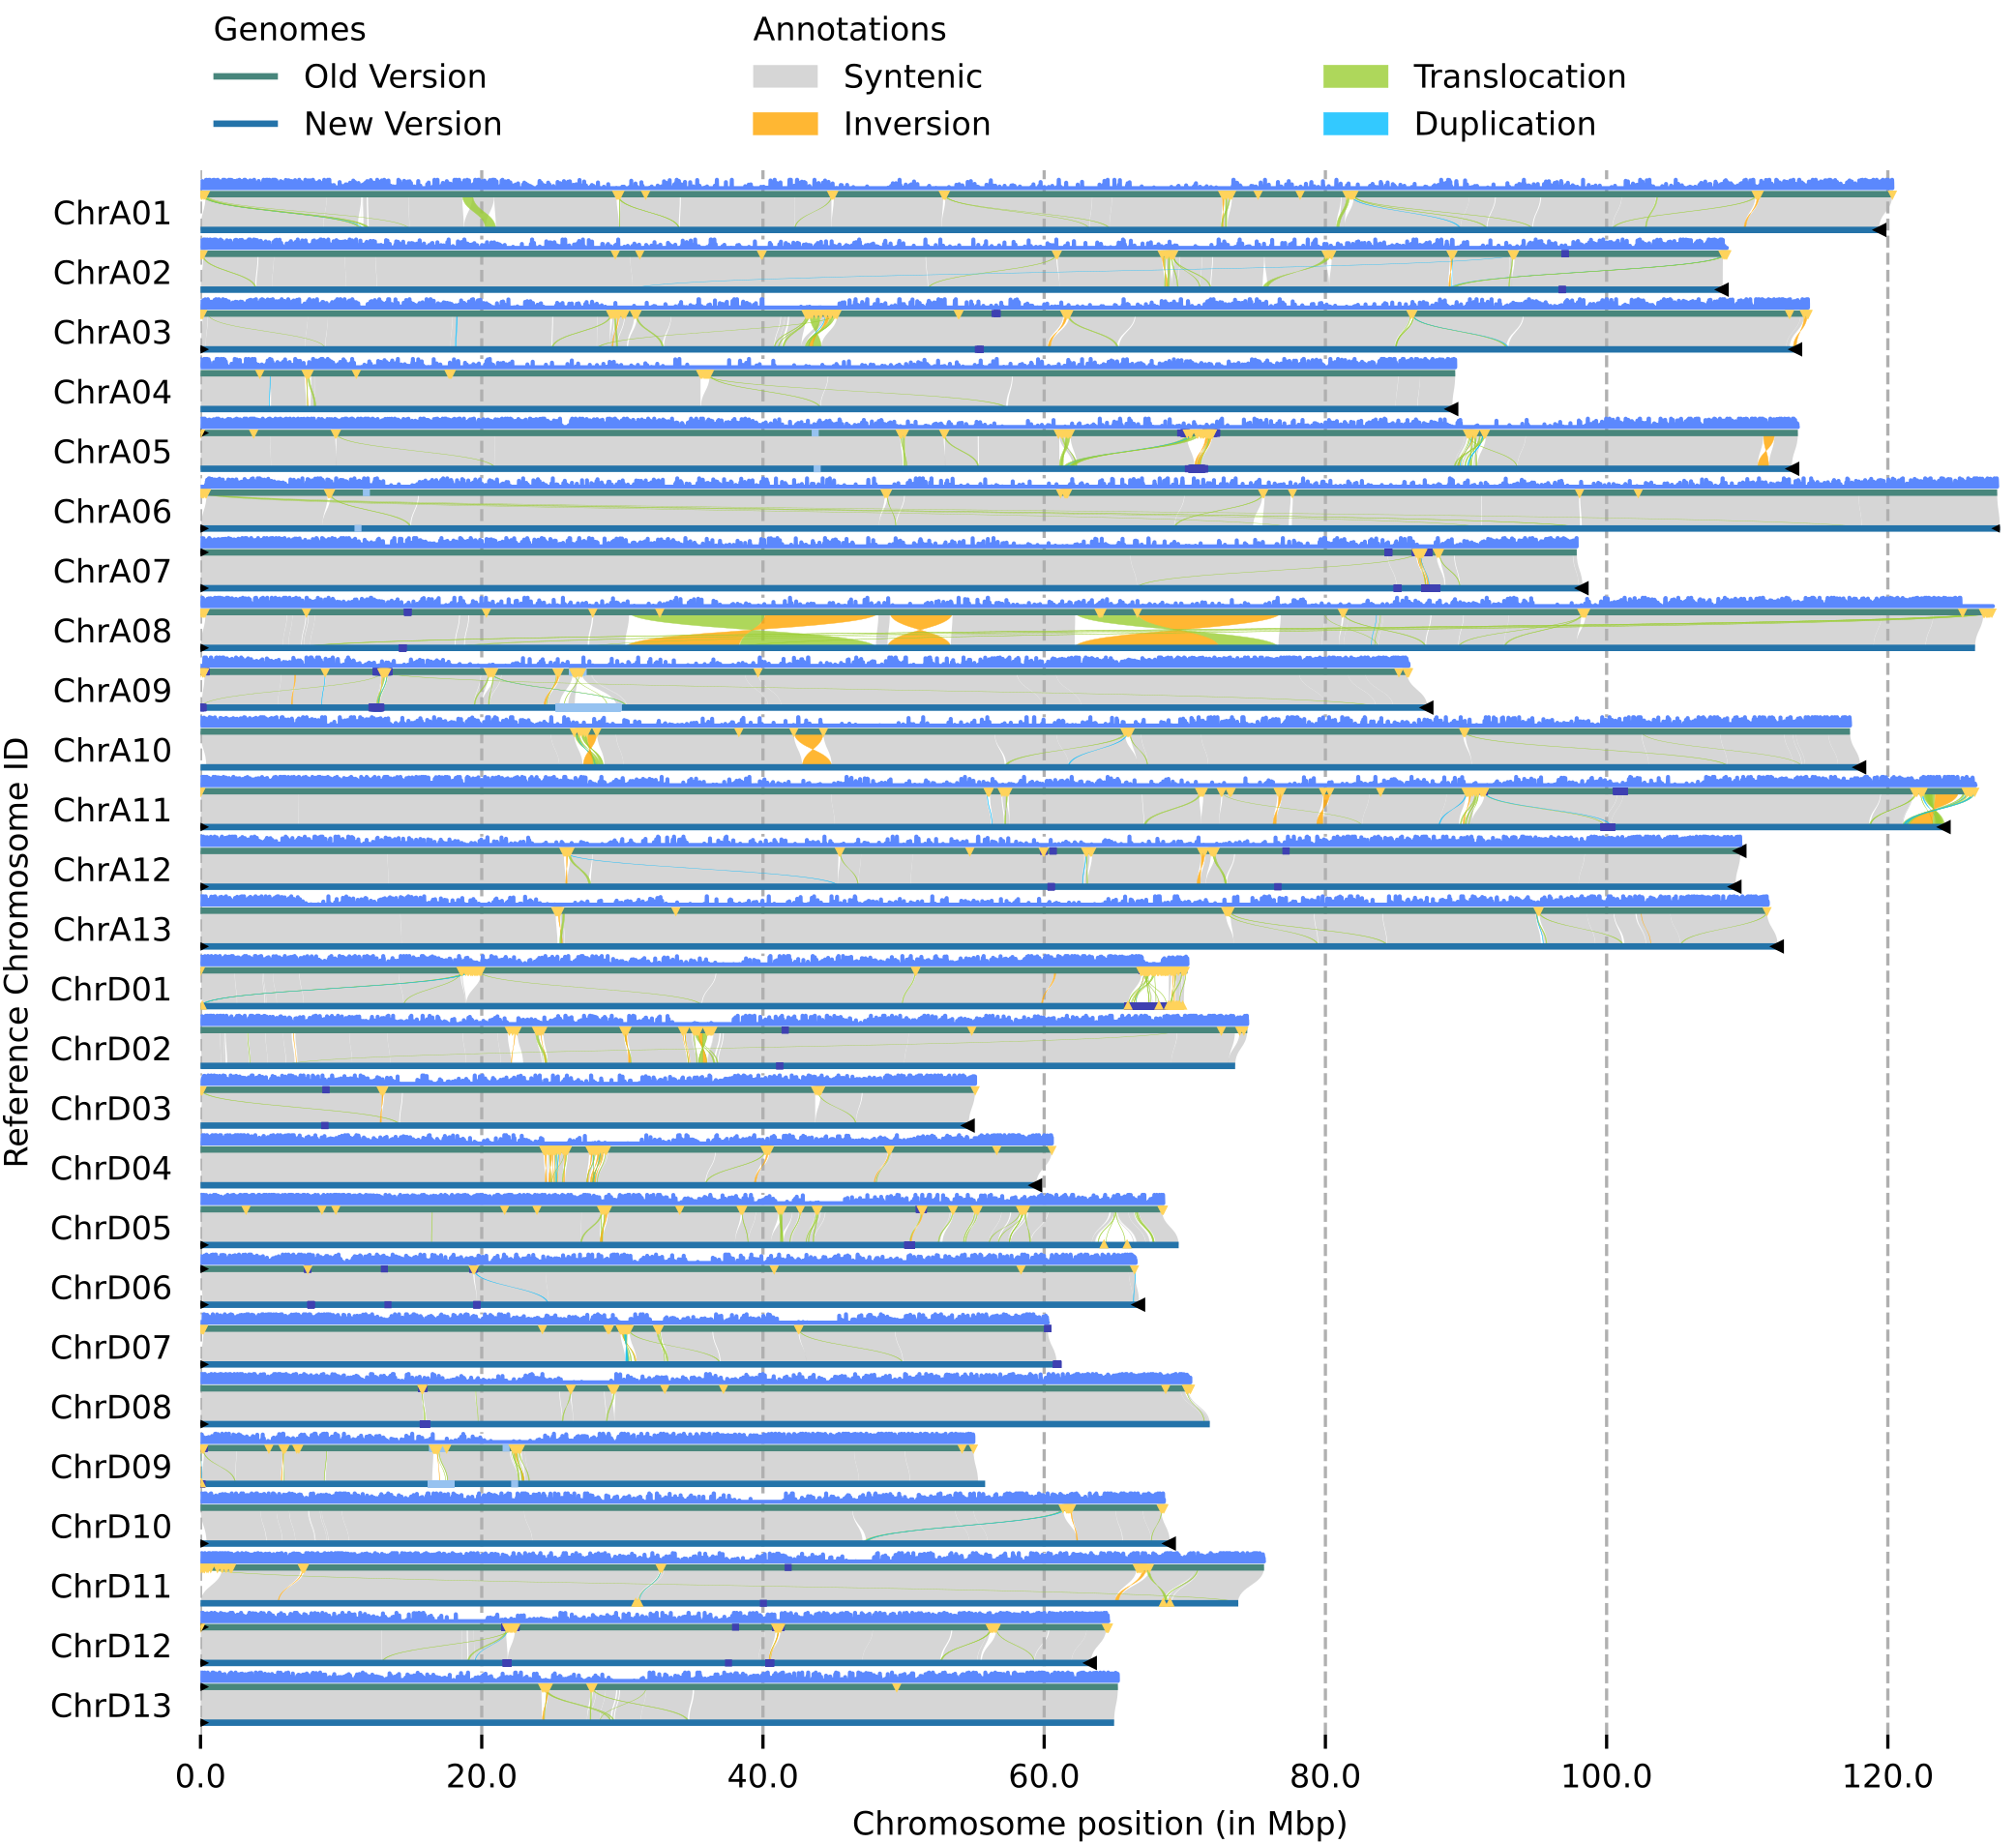 Genomes
Annotations
Old Version
Syntenic
Translocation
New Version
Inversion
Duplication
Reference Chromosome ID
ChrA01
ChrA02
ChrA03
ChrA04
ChrA05
ChrA06
ChrA07
ChrA08
ChrA09
ChrA10
ChrA11
ChrA12
ChrA13
ChrD01
ChrD02
ChrD03
ChrD04
ChrD05
ChrD06
ChrD07
ChrD08
ChrD09
ChrD10
ChrD11
ChrD12
ChrD13
0.0 20.0 40.0 60.0 80.0 100.0 120.0
Chromosome position (in Mbp)